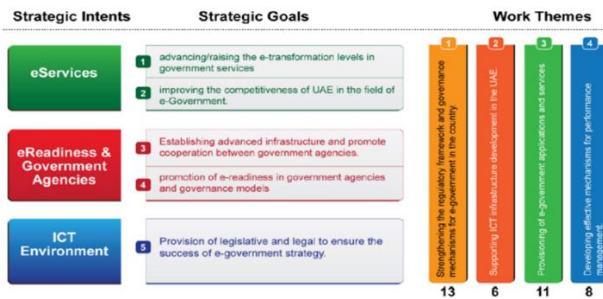 Strategic Intents
Strategic Goals
Work Themes
eServices
1 advancing/raising the e-transformation levels in
government services
2 improving the competitiveness of UAE in the field of
e-Government.
eReadiness &
Government
Agencies
3 Establishing advanced infrastructure and promote
cooperation between government agencies.
4 promotion of e-readiness in government agencies
and governance models
ICT
Environment
5 Provision of legislative and legal to ensure the
success of e-government strategy.
1
Strengthening the regulatory framework and governance
mechanisms for e-government in the country.
13
2
Supporting ICT infrastructure development in the UAE.
6
3
Provisioning of e-government applications and services.
11
4
Developing effective mechanisms for performance
management.
8